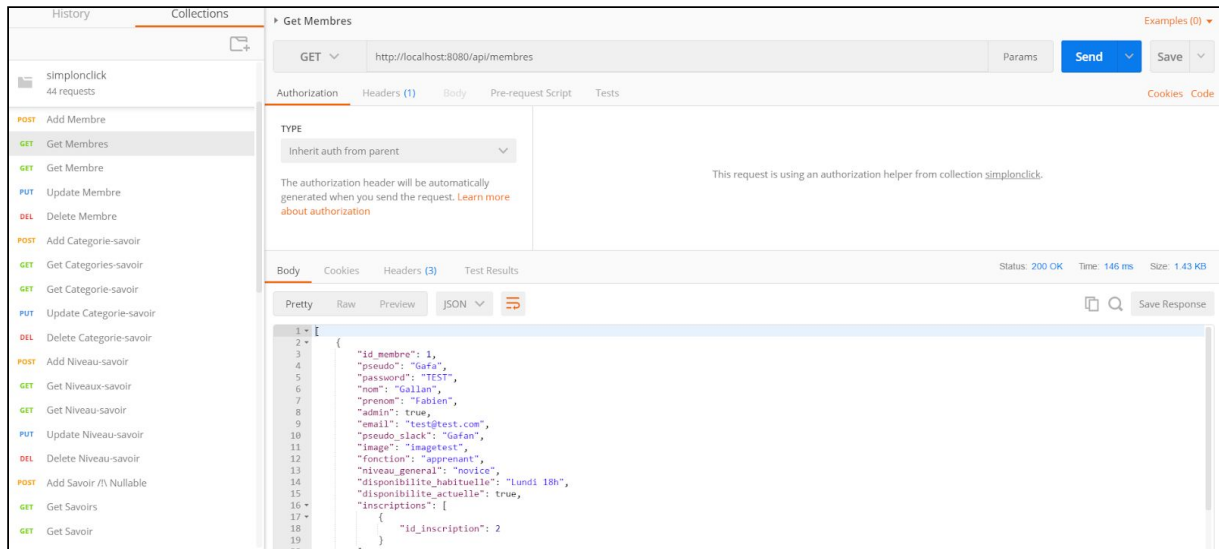 History Collections
simplonclick
44 requests
POST Add Membre
GET Get Membres
GET Get Membre
PUT Update Membre
DEL Delete Membre
POST Add Categorie-savoir
GET Get Categories-savoir
GET Get Categorie-savoir
PUT Update Categorie-savoir
DEL Delete Categorie-savoir
POST Add Niveau-savoir
GET Get Niveaux-savoir
GET Get Niveau-savoir
PUT Update Niveau-savoir
DEL Delete Niveau-savoir
POST Add Savoir /!\ Nullable
GET Get Savoirs
GET Get Savoir
Get Membres Examples (0)
GET http://localhost:8080/api/membres Params Send Save
Authorization Headers (1) Body Pre-request Script Tests Cookies Code
TYPE
Inherit auth from parent
The authorization header will be automatically
generated when you send the request. Learn more
about authorization
This request is using an authorization helper from collection simplonclick.
Body Cookies Headers (3) Test Results Status: 200 OK Time: 146 ms Size: 1.43 KB
Pretty Raw Preview JSON Save Response
1 [
2 {
3 "id_membre": 1,
4 "pseudo": "Gafa",
5 "password": "TEST",
6 "nom": "Gallan",
7 "prenom": "Fabien",
8 "admin": true,
9 "email": "test@test.com",
10 "pseudo_slack": "Gafan",
11 "image": "imagetest",
12 "fonction": "apprenant",
13 "niveau_general": "novice",
14 "disponibilite_habituelle": "Lundi 18h",
15 "disponibilite_actuelle": true,
16 "inscriptions": [
17 {
18 "id_inscription": 2
19 }